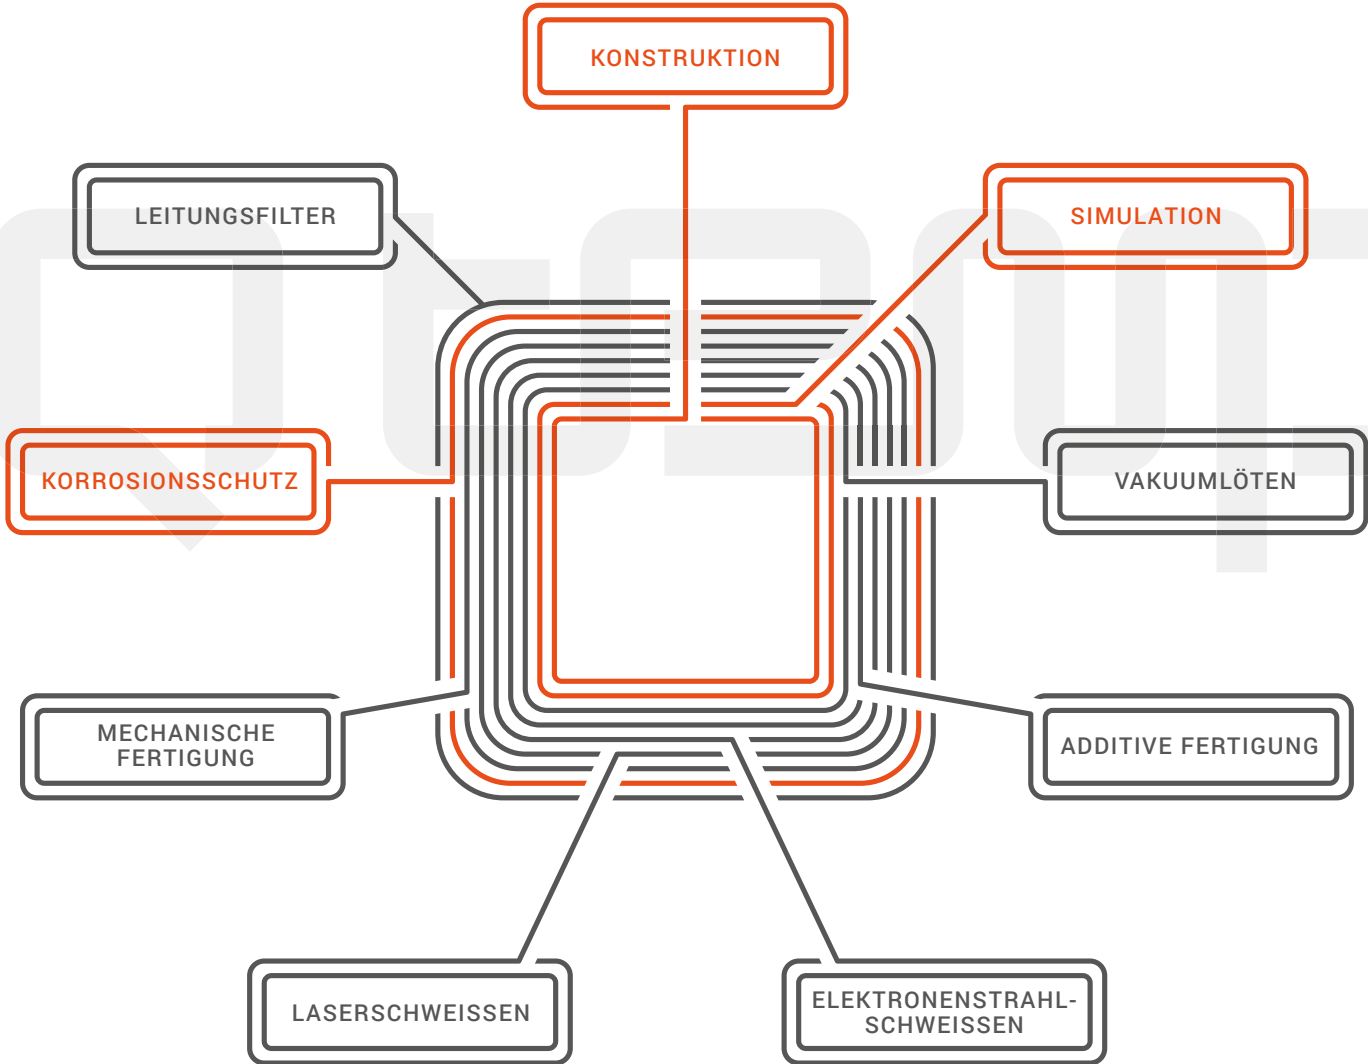 KONSTRUKTION
LEITUNGSFILTER
SIMULATION
KORROSIONSSCHUTZ
VAKUUMLÖTEN
MECHANISCHE
FERTIGUNG
ADDITIVE FERTIGUNG
LASERSCHWEISSEN
ELEKTRONENSTRAHL-
SCHWEISSEN